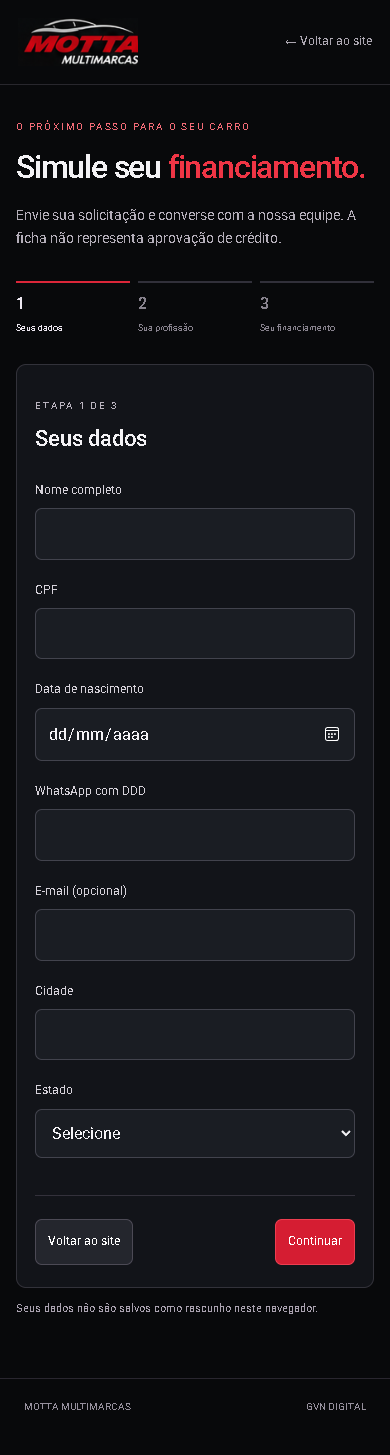 MOTTA
MULTIMARCAS
← Voltar ao site
O PRÓXIMO PASSO PARA O SEU CARRO
Simule seu financiamento.
Envie sua solicitação e converse com a nossa equipe. A
ficha não representa aprovação de crédito.
1
Seus dados
2
Sua profissão
3
Seu financiamento
ETAPA 1 DE 3
Seus dados
Nome completo
CPF
Data de nascimento
dd/mm/aaaa
WhatsApp com DDD
E-mail (opcional)
Cidade
Estado
Selecione
Voltar ao site
Continuar
Seus dados não são salvos como rascunho neste navegador.
MOTTA MULTIMARCAS
GVN DIGITAL